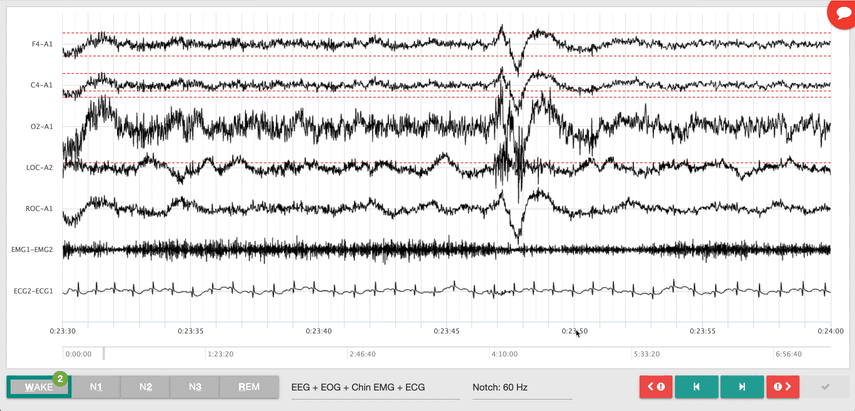 F4-A1
C4-A1
O2-A1
LOC-A2
ROC-A1
EMG1-EMG2
ECG2-ECG1
0:23:30 0:23:35 0:23:40 0:23:45 0:23:50 0:23:55 0:24:00
0:00:00 1:23:20 2:46:40 4:10:00 5:33:20 6:56:40
WAKE 2 N1 N2 N3 REM EEG + EOG + Chin EMG + ECG Notch: 60 Hz